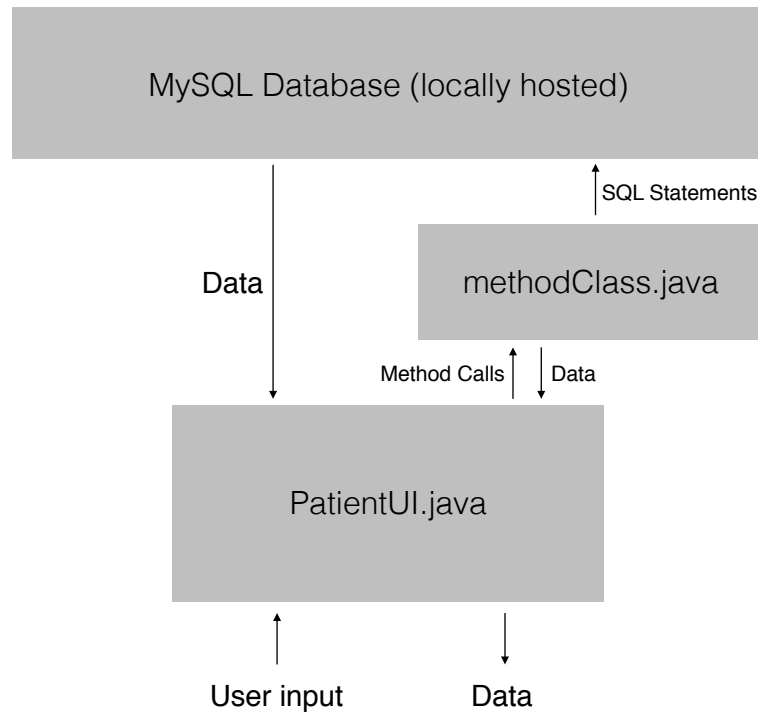 MySQL Database (locally hosted)
SQL Statements
Data
methodClass.java
Method Calls
Data
PatientUI.java
User input
Data